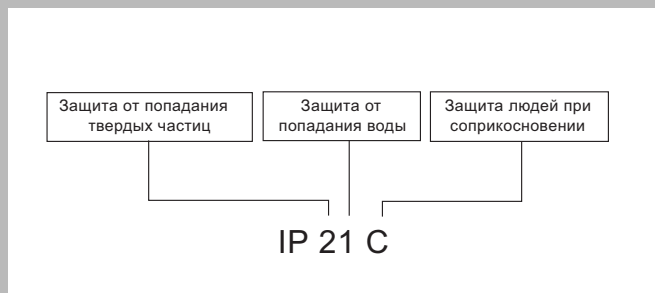 Защита от попадания
твердых частиц
Защита от
попадания воды
Защита людей при
соприкосновении
IP 21 C